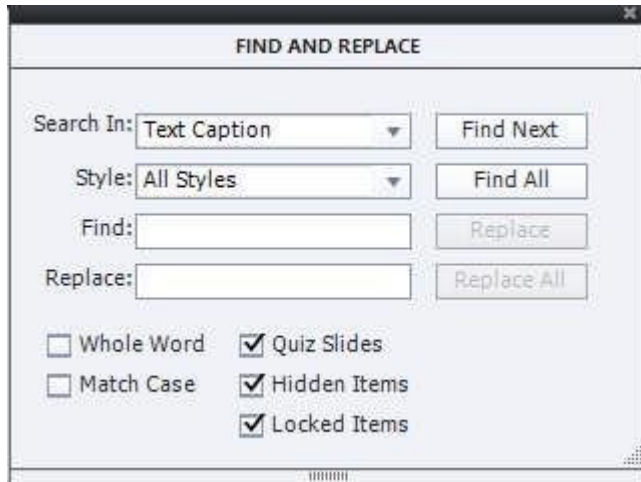 FIND AND REPLACE
Search In: Text Caption Find Next
Style: All Styles Find All
Find: Replace
Replace: Replace All
Whole Word Quiz Slides
Match Case Hidden Items
Locked Items